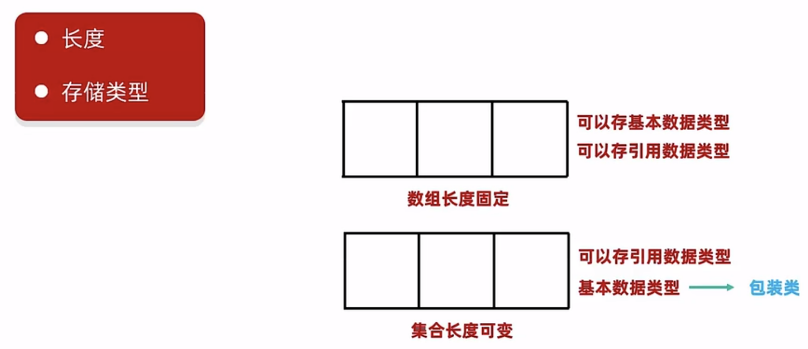 长度
存储类型
可以存基本数据类型
可以存引用数据类型
数组长度固定
可以存引用数据类型
基本数据类型 包装类
集合长度可变